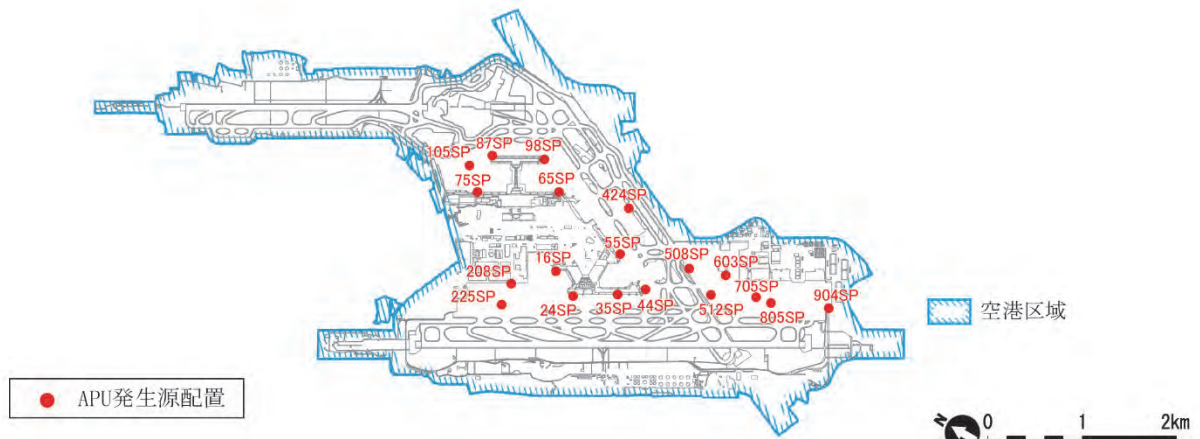 105SP
87SP
98SP
75SP
65SP
424SP
55SP
508SP
603SP
16SP
208SP
705SP
225SP
24SP
35SP
44SP
512SP
805SP
904SP
空港区域
APU発生源配置
N
0 1 2km